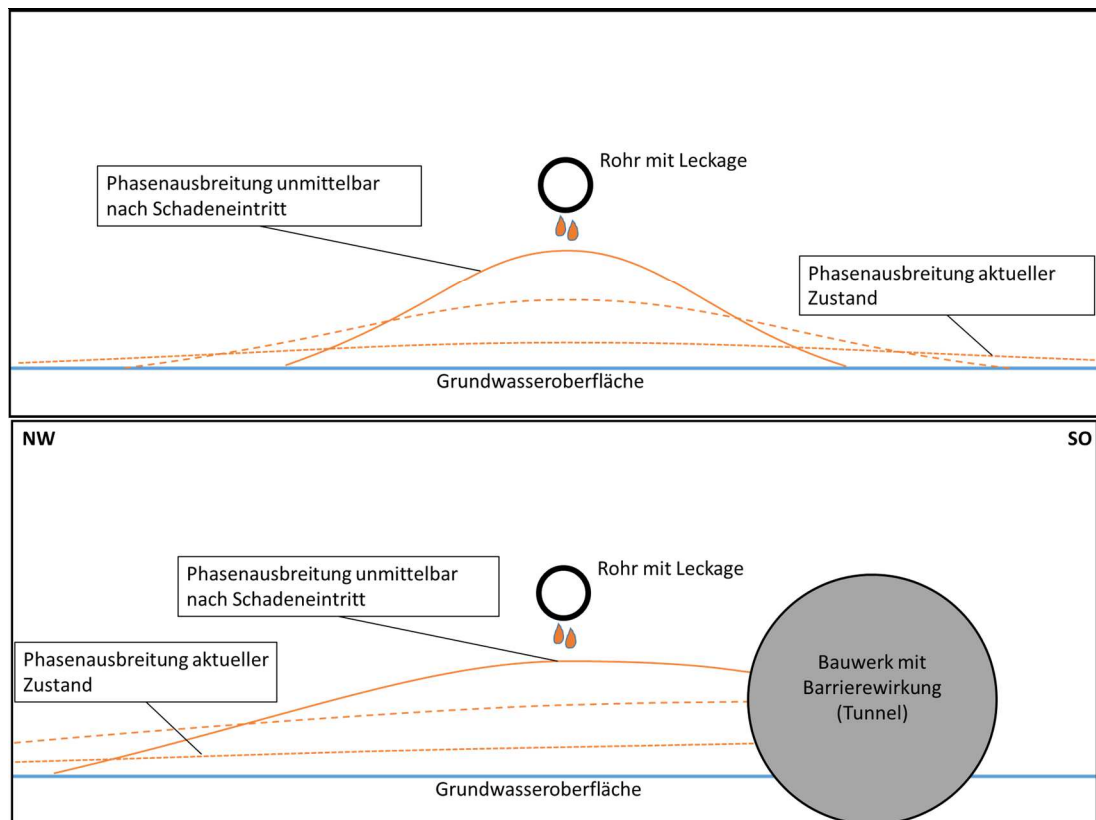 Rohr mit Leckage
Phasenausbreitung unmittelbar
nach Schadeneintritt
Phasenausbreitung aktueller
Zustand
Grundwasseroberfläche
NW
SO
Rohr mit Leckage
Phasenausbreitung unmittelbar
nach Schadeneintritt
Phasenausbreitung aktueller
Zustand
Bauwerk mit
Barrierewirkung
(Tunnel)
Grundwasseroberfläche